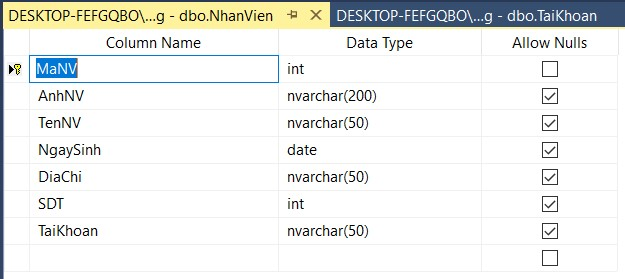 DESKTOP-FEFGQBO\...g - dbo.NhanVien DESKTOP-FEFGQBO\...g - dbo.TaiKhoan
Column Name Data Type Allow Nulls
MaNV int
AnhNV nvarchar(200)
TenNV nvarchar(50)
NgaySinh date
DiaChi nvarchar(50)
SDT int
TaiKhoan nvarchar(50)